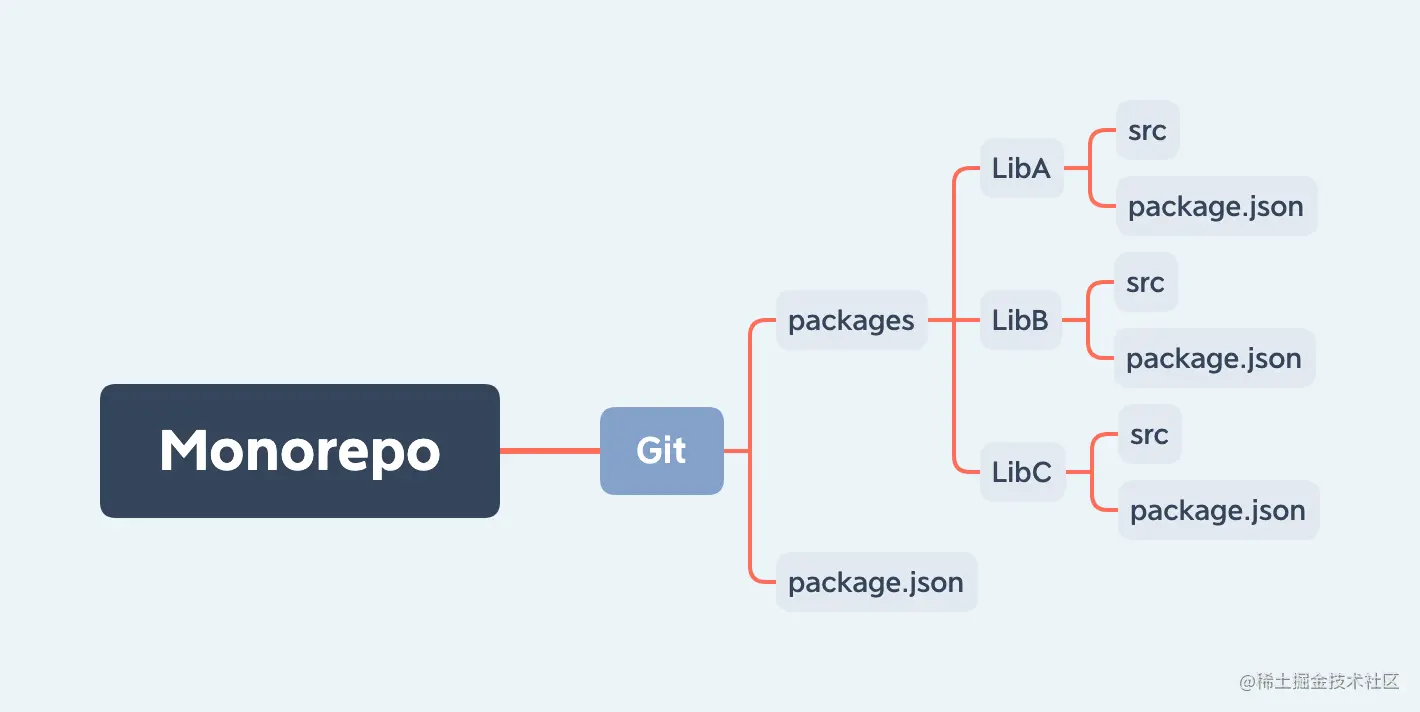 Monorepo
Git
packages
LibA
src
package.json
LibB
src
package.json
LibC
src
package.json
package.json
@稀土掘金技术社区